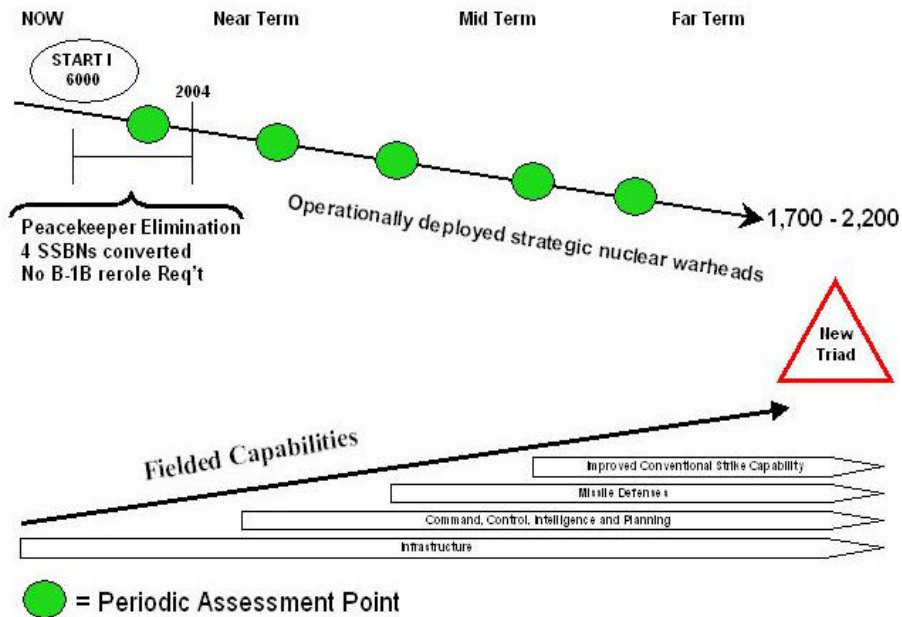 NOW Near Term Mid Term Far Term
START I
6000
2004
Peacekeeper Elimination
4 SSBNs converted
No B-1B rerole Req't
Operationally deployed strategic nuclear warheads
1,700 - 2,200
New
Triad
Fielded Capabilities
Improved Conventional Strike Capability
Missile Defenses
Command, Control, Intelligence and Planning
Infrastructure
= Periodic Assessment Point